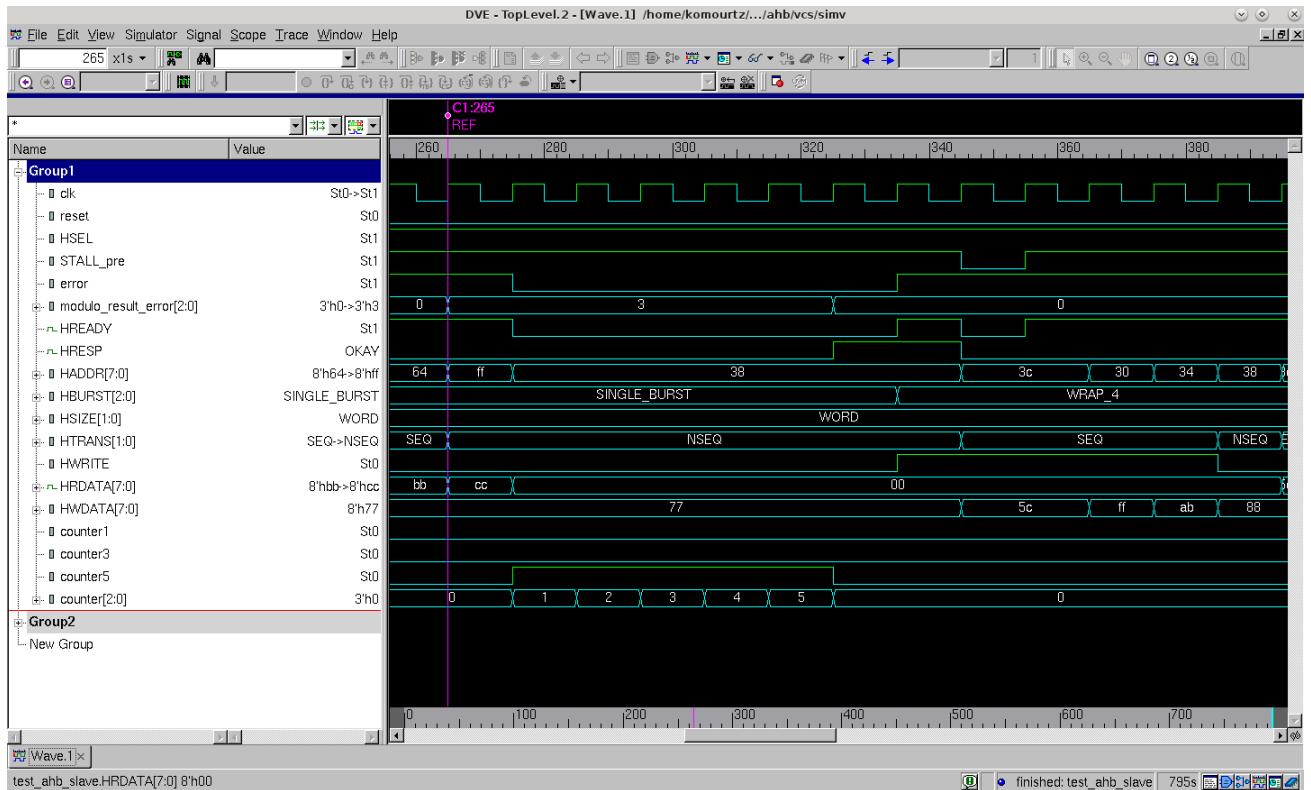 DVE - TopLevel.2 - [Wave.1] /home/komourtz/.../ahb/vcs/simv
File Edit View Simulator Signal Scope Trace Window Help
265 x1s
1
C1:265
REF
*
Name Value
260 280 300 320 340 360 380
Group1
clk St0->St1
reset St0
HSEL St1
STALL_pre St1
error St1
modulo_result_error[2:0] 3'h0->3'h3 0 3 0
HREADY St1
HRESP OKAY
HADDR[7:0] 8'h64->8'hff 64 ff 38 3c 30 34 38
HBURST[2:0] SINGLE_BURST SINGLE_BURST WRAP_4
HSIZE[1:0] WORD WORD
HTRANS[1:0] SEQ->NSEQ SEQ NSEQ SEQ NSEQ
HWRITE St0
HRDATA[7:0] 8'hbb->8'hcc bb cc 00
HWDATA[7:0] 8'h77 77 5c ff ab 88
counter1 St0
counter3 St0
counter5 St0
counter[2:0] 3'h0 0 1 2 3 4 5 0
Group2
New Group
0 100 200 300 400 500 600 700
Wave.1
test_ahb_slave.HRDATA[7:0] 8'h00 finished: test_ahb_slave 795s